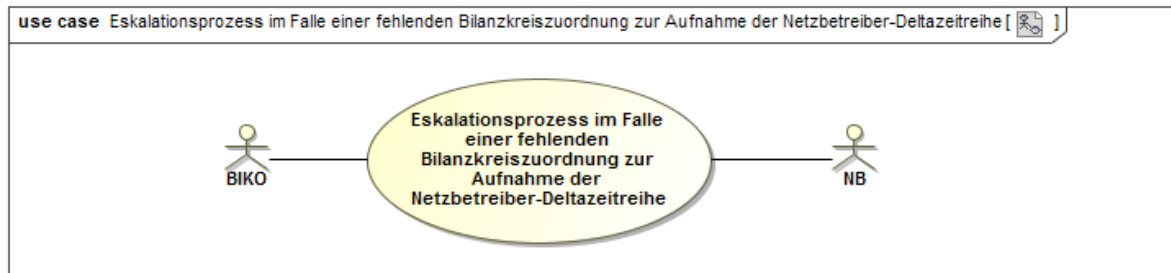 use case Eskalationsprozess im Falle einer fehlenden Bilanzkreiszuordnung zur Aufnahme der Netzbetreiber-Deltazeitreihe [ ]
Eskalationsprozess im Falle
einer fehlenden
Bilanzkreiszuordnung zur
Aufnahme der
Netzbetreiber-Deltazeitreihe
BIKO
NB